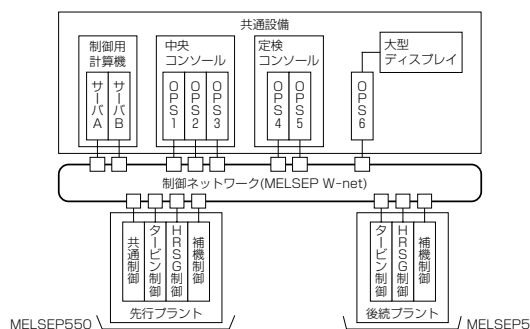 共通設備
制御用
計算機
サーバA
サーバB
中央
コンソール
OPS1
OPS2
OPS3
定検
コンソール
OPS4
OPS5
OPS6
大型
ディスプレイ
制御ネットワーク(MELSEP W-net)
共通制御
タービン制御
HRSG制御
補機制御
先行プラント
タービン制御
HRSG制御
補機制御
後続プラント
MELSEP550
MELSEP5